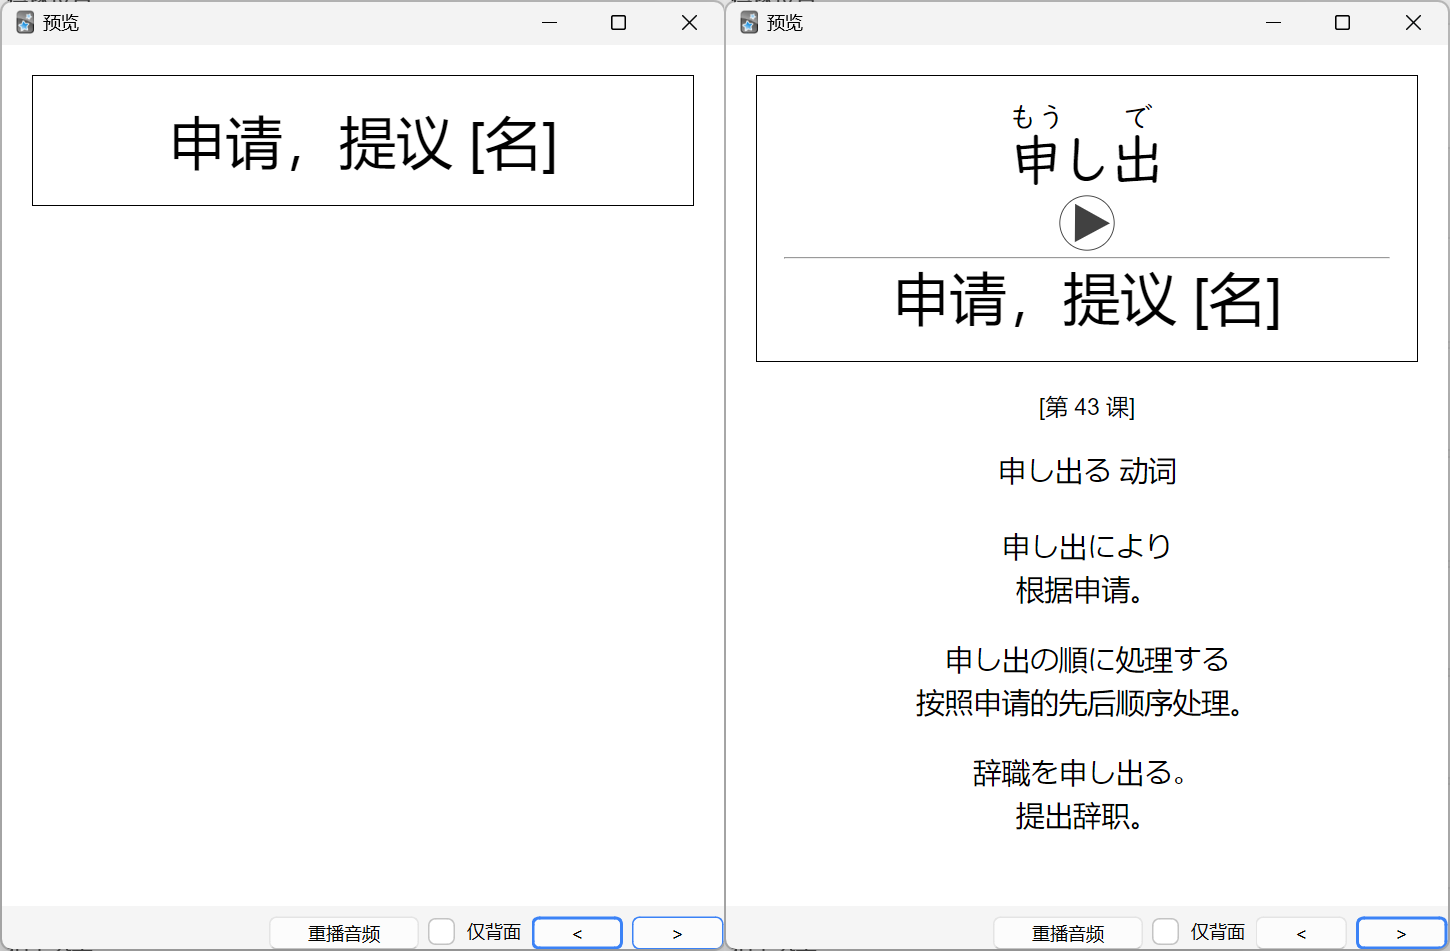 预览
申请，提议 [名]
重播音频
仅背面
<
>
预览
もう で
申し出
申请，提议 [名]
[第 43 课]
申し出る 动词
申し出により
根据申请。
申し出の順に処理する
按照申请的先后顺序处理。
辞職を申し出る。
提出辞职。
重播音频
仅背面
<
>